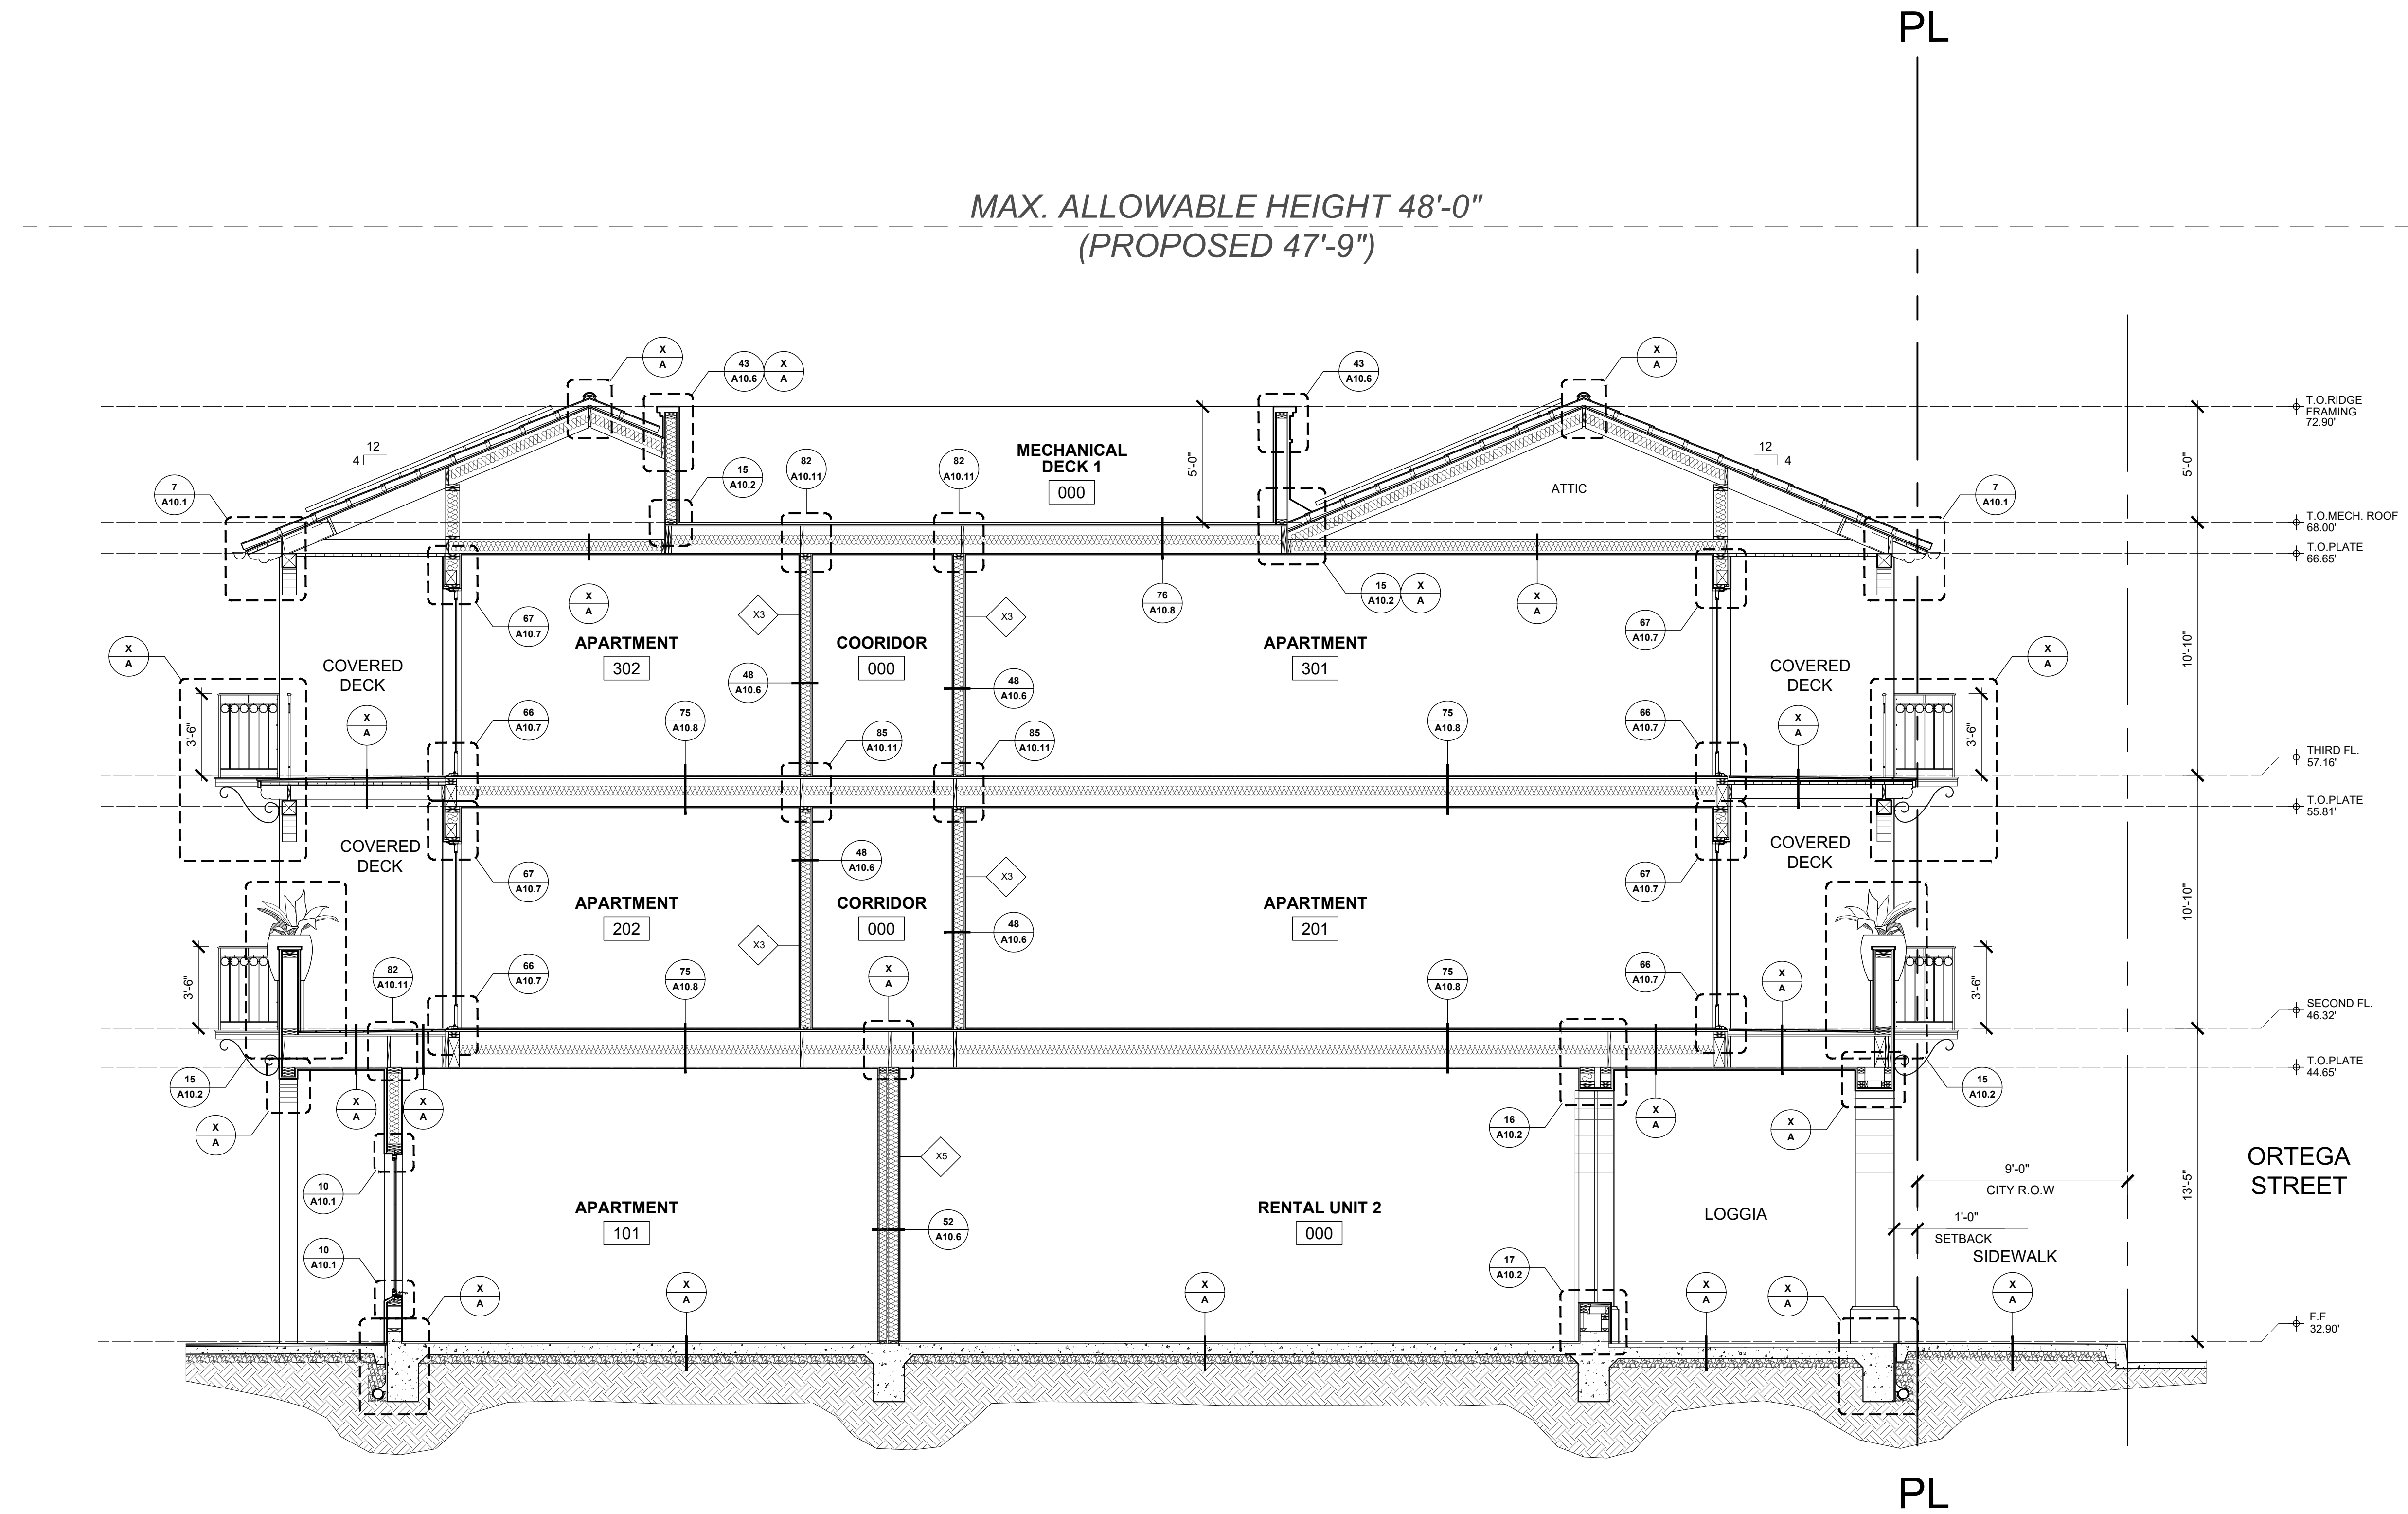 PL
MAX. ALLOWABLE HEIGHT 48'-0"
(PROPOSED 47'-9")
X
A
43
A10.6
X
A
43
A10.6
X
A
T.O.RIDGE
FRAMING
72.90'
12
4
MECHANICAL
DECK 1
000
5'-0"
12
4
5'-0"
82
A10.11
82
A10.11
15
A10.2
7
A10.1
ATTIC
7
A10.1
T.O.MECH. ROOF
68.00'
T.O.PLATE
66.65'
X
A
76
A10.8
15
A10.2
X
A
X
A
X3
X3
67
A10.7
67
A10.7
APARTMENT
302
COORIDOR
000
APARTMENT
301
10'-10"
X
A
COVERED
DECK
COVERED
DECK
X
A
48
A10.6
48
A10.6
3'-6"
X
A
66
A10.7
75
A10.8
85
A10.11
85
A10.11
75
A10.8
66
A10.7
X
A
3'-6"
THIRD FL.
57.16'
T.O.PLATE
55.81'
COVERED
DECK
COVERED
DECK
48
A10.6
67
A10.7
X3
67
A10.7
APARTMENT
202
CORRIDOR
000
APARTMENT
201
10'-10"
X3
48
A10.6
3'-6"
82
A10.11
66
A10.7
75
A10.8
X
A
75
A10.8
66
A10.7
X
A
3'-6"
SECOND FL.
46.32'
T.O.PLATE
44.65'
15
A10.2
X
A
X
A
X
A
16
A10.2
X
A
X
A
15
A10.2
X5
ORTEGA
STREET
9'-0"
CITY R.O.W
13'-5"
10
A10.1
APARTMENT
101
RENTAL UNIT 2
000
LOGGIA
1'-0"
SETBACK
SIDEWALK
52
A10.6
10
A10.1
17
A10.2
X
A
X
A
X
A
X
A
X
A
X
A
F.F
32.90'
PL